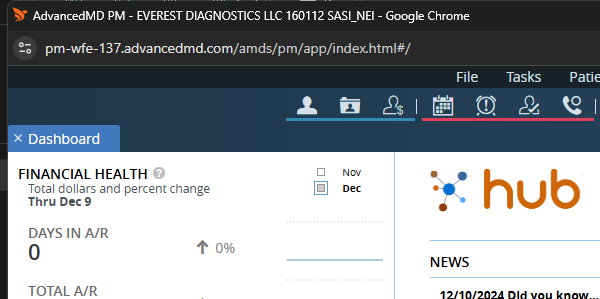 AdvancedMD PM - EVEREST DIAGNOSTICS LLC 160112 SASI_NEI - Google Chrome
pm-wfe-137.advancedmd.com/amds/pm/app/index.html#/
File Tasks Patie
$
× Dashboard
FINANCIAL HEALTH ?
Total dollars and percent change
Thru Dec 9
Nov
Dec
DAYS IN A/R
0 0%
TOTAL A/R
hub
NEWS
12/10/2024 Did you know...